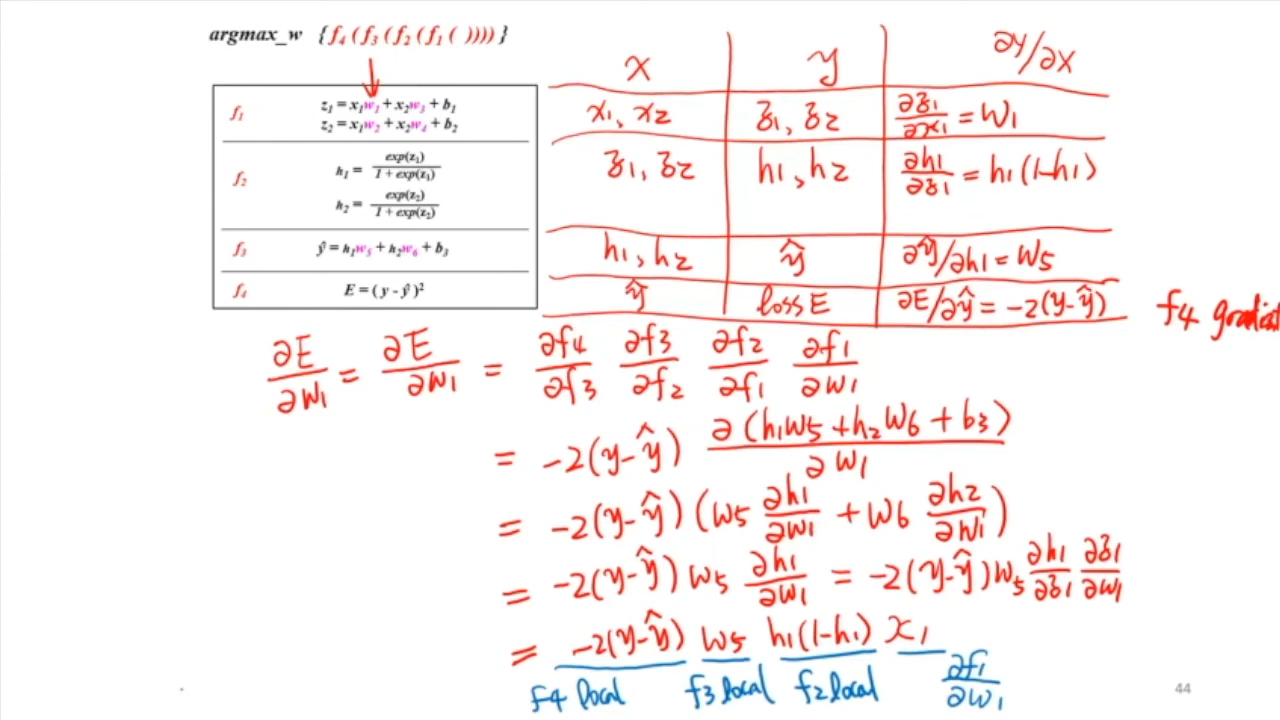 argmax_w {f₄ (f₃ (f₂ (f₁ ( ))))}
x y ∂y/∂x
f₁ z₁ = x₁w₁ + x₂w₃ + b₁
z₂ = x₁w₂ + x₂w₄ + b₂
x₁, x₂ z₁, z₂ ∂z₁/∂x₁ = w₁
f₂ h₁ = exp(z₁) / 1 + exp(z₁)
h₂ = exp(z₂) / 1 + exp(z₂)
z₁, z₂ h₁, h₂ ∂h₁/∂z₁ = h₁(1-h₁)
f₃ ŷ = h₁w₅ + h₂w₆ + b₃
h₁, h₂ ŷ ∂ŷ/∂h₁ = w₅
f₄ E = ( y - ŷ )²
ŷ loss E ∂E/∂ŷ = -2(y-ŷ) f4
∂E/∂w₁ = ∂E/∂w₁ = ∂f4/∂f3 ∂f3/∂f2 ∂f2/∂f1 ∂f1/∂w₁
= -2(y-ŷ) ∂(h₁w₅ + h₂w₆ + b₃)/∂w₁
= -2(y-ŷ) (w₅ ∂h₁/∂w₁ + w₆ ∂h₂/∂w₁)
= -2(y-ŷ) w₅ ∂h₁/∂w₁ = -2(y-ŷ) w₅ ∂h₁/∂z₁ ∂z₁/∂w₁
= -2(y-ŷ) w₅ h₁(1-h₁) x₁
f4 local f3 local f2 local ∂f1/∂w₁
44